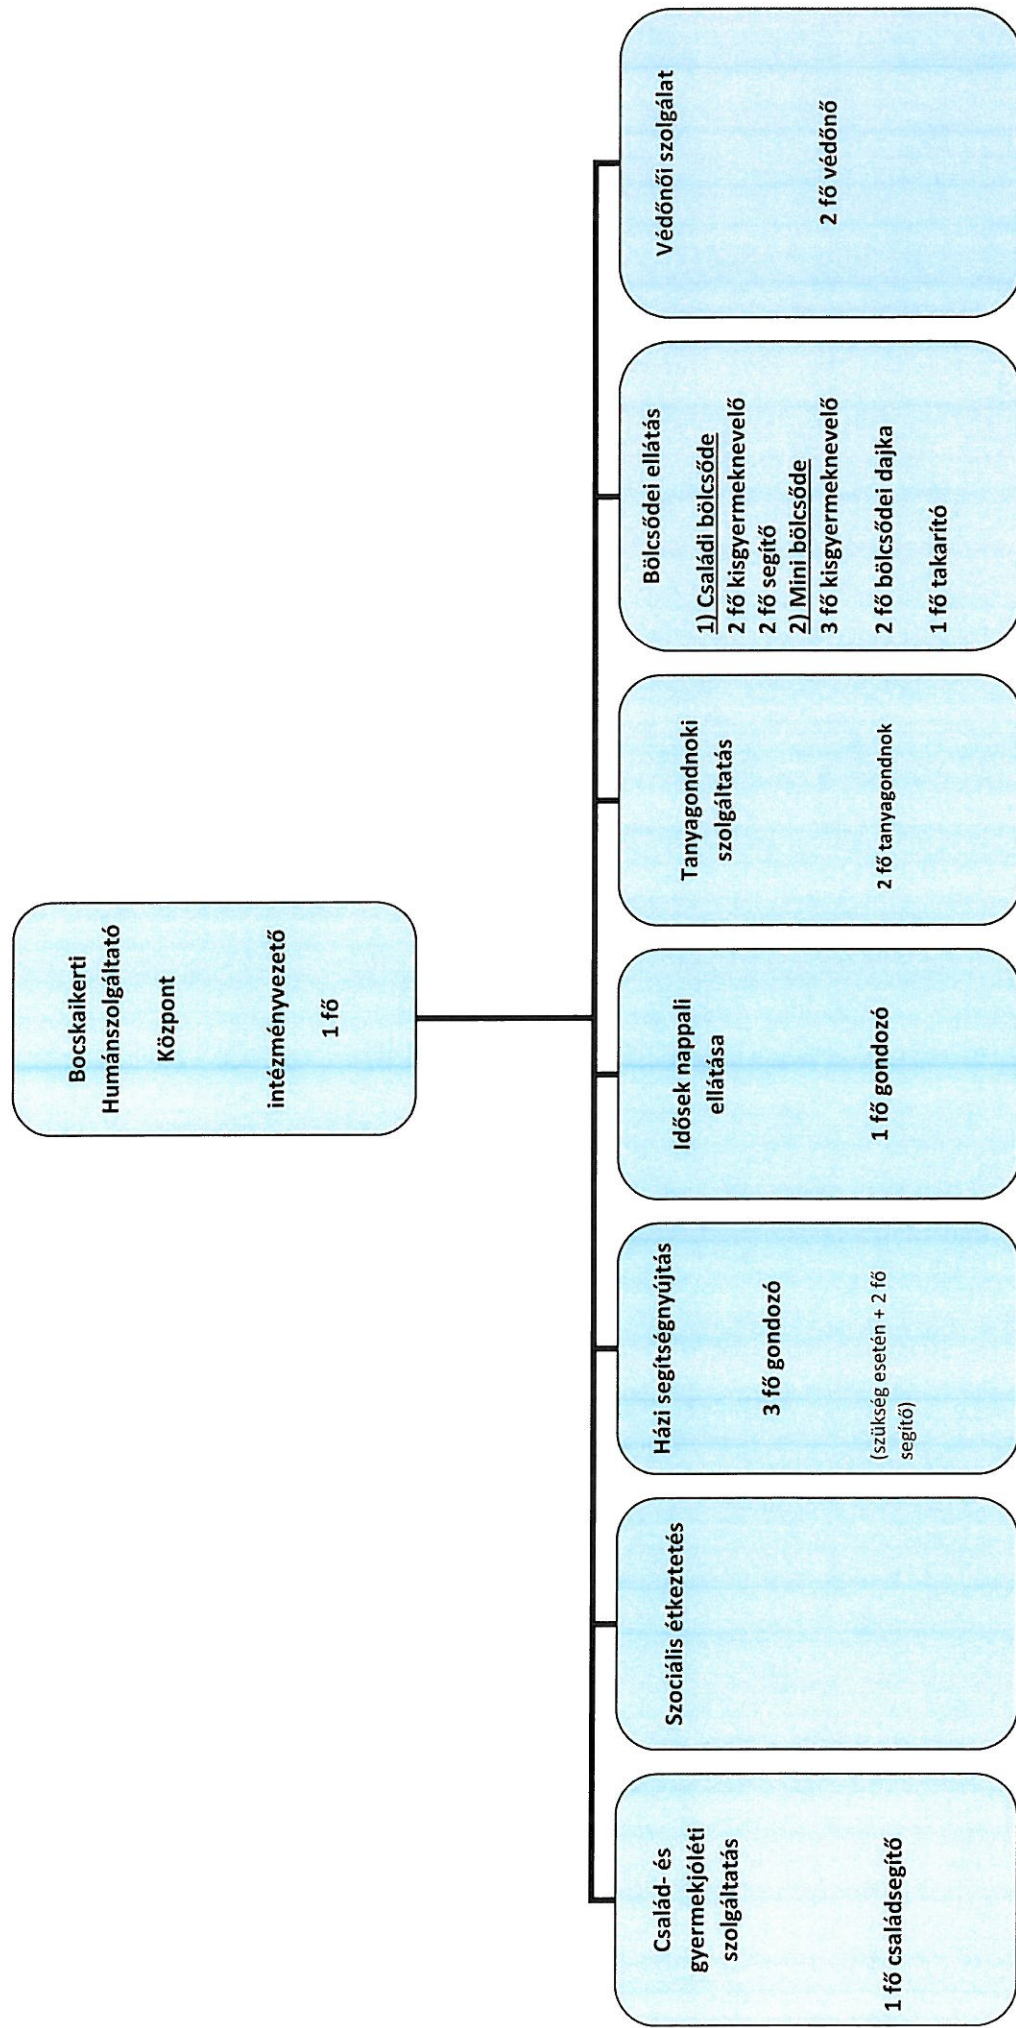 Bocskaikerti
Humánszolgáltató
Központ
intézményvezető
1 fő
Család- és
gyermekjóléti
szolgáltatás
1 fő családsegítő
Szociális étkeztetés
Házi segítségnyújtás
3 fő gondozó
(szükség esetén + 2 fő
segítő)
Idősek nappali
ellátása
1 fő gondozó
Tanyagondnoki
szolgáltatás
2 fő tanyagondnok
Bölcsődei ellátás
1) Családi bölcsőde
2 fő kisgyermeknevelő
2 fő segítő
2) Mini bölcsőde
3 fő kisgyermeknevelő
2 fő bölcsődei dajka
1 fő takarító
Védőnői szolgálat
2 fő védőnő